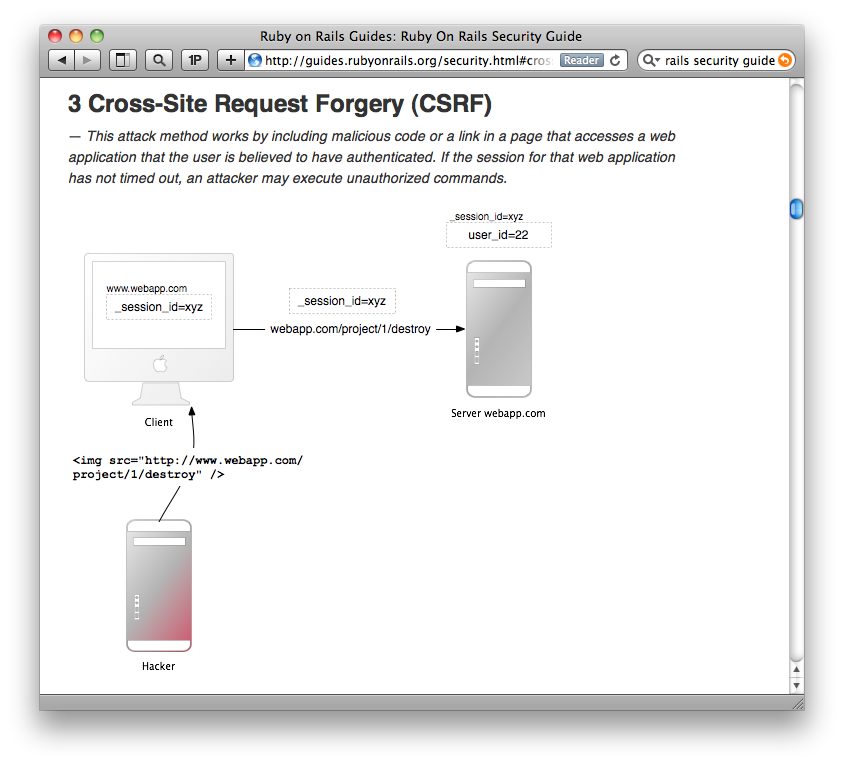 Ruby on Rails Guides: Ruby On Rails Security Guide
1P
+
http://guides.rubyonrails.org/security.html#cros
Reader
rails security guide
3 Cross-Site Request Forgery (CSRF)
— This attack method works by including malicious code or a link in a page that accesses a web
application that the user is believed to have authenticated. If the session for that web application
has not timed out, an attacker may execute unauthorized commands.
_session_id=xyz
user_id=22
www.webapp.com
_session_id=xyz
_session_id=xyz
webapp.com/project/1/destroy
Server webapp.com
Client
<img src="http://www.webapp.com/
project/1/destroy" />
Hacker